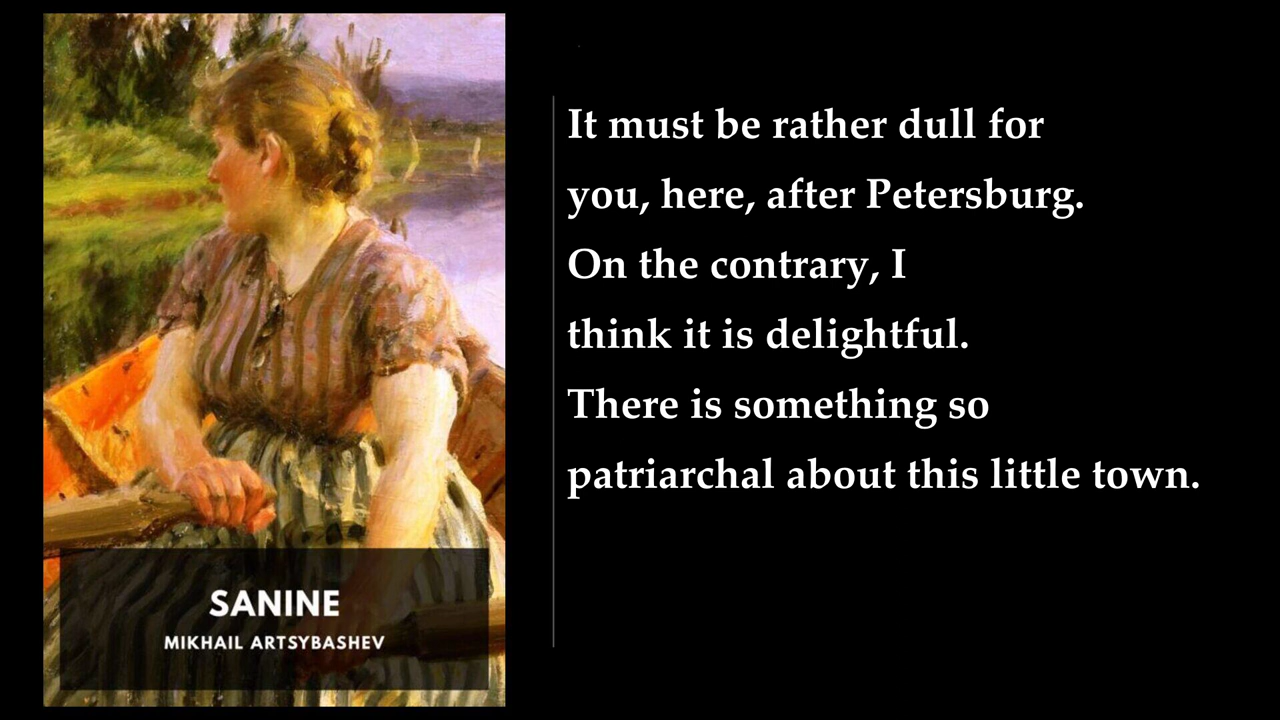 SANINE
MIKHAIL ARTSYBASHEV
It must be rather dull for
you, here, after Petersburg.
On the contrary, I
think it is delightful.
There is something so
patriarchal about this little town.